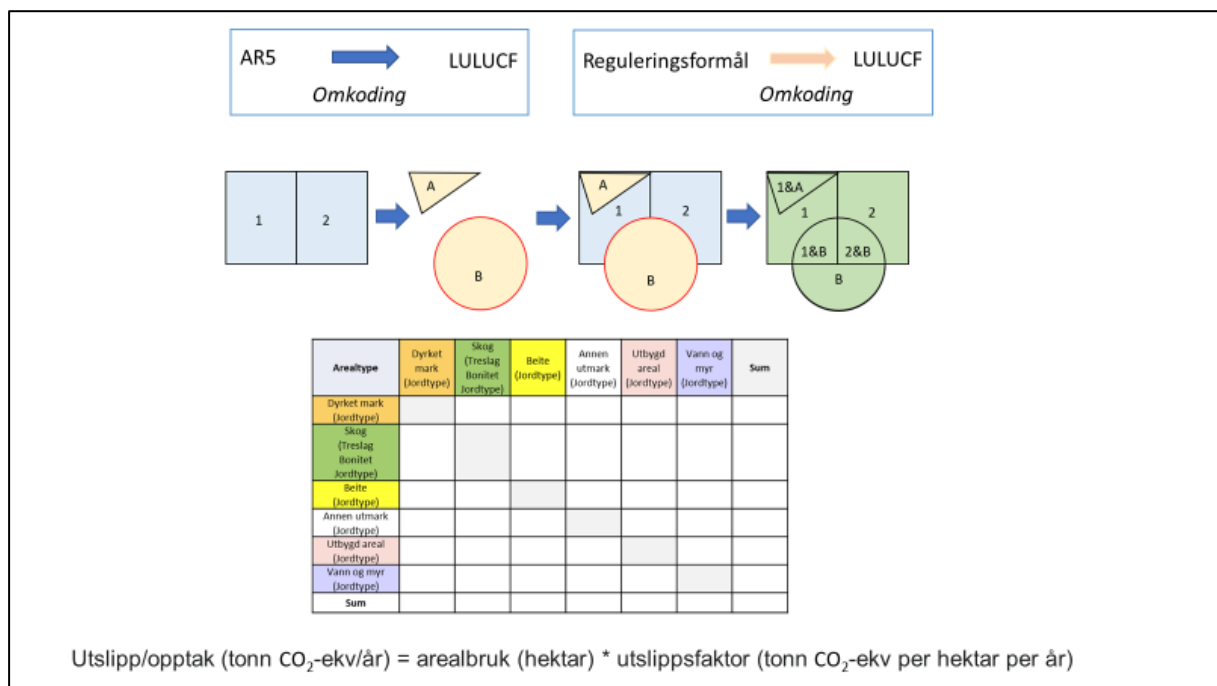 AR5 LULUCF
Omkoding
Reguleringsformål LULUCF
Omkoding
1 2
A
B
A
1 2
B
1&A
1 2
1&B 2&B
B
Arealtype
Dyrket
mark
(Jordtype)
Skog
(Treslag
Bonitet
Jordtype)
Beite
(Jordtype)
Annen
utmark
(Jordtype)
Utbygd
areal
(Jordtype)
Vann og
myr
(Jordtype)
Sum
Dyrket mark
(Jordtype)
Skog
(Treslag
Bonitet
Jordtype)
Beite
(Jordtype)
Annen utmark
(Jordtype)
Utbygd areal
(Jordtype)
Vann og myr
(Jordtype)
Sum
Utslipp/opptak (tonn CO₂-ekv/år) = arealbruk (hektar) * utslippsfaktor (tonn CO₂-ekv per hektar per år)